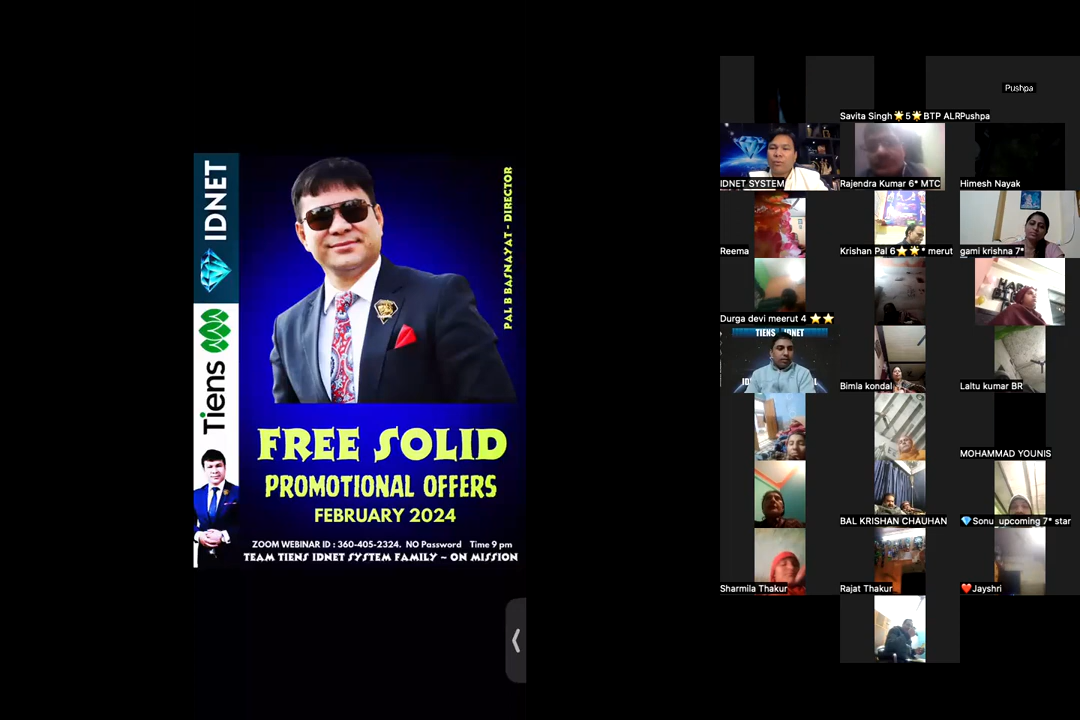 IDNET
Tiens
PAL B BASNAYAT - DIRECTOR
FREE SOLID
PROMOTIONAL OFFERS
FEBRUARY 2024
ZOOM WEBINAR ID : 360-405-2324. NO Password Time 9 pm
TEAM TIENS IDNET SYSTEM FAMILY ~ ON MISSION
Pushpa
Savita Singh🌟5🌟BTP ALRPushpa
IDNET SYSTEM
Rajendra Kumar 6* MTC
Himesh Nayak
Reema
Krishan Pal 6⭐🌟* merut
gami krishna 7*
Durga devi meerut 4 ⭐⭐
TIENS IDNET
Bimla kondal
Laltu kumar BR
MOHAMMAD YOUNIS
BAL KRISHAN CHAUHAN
💎Sonu upcoming 7* star
Sharmila Thakur
Rajat Thakur
❤️Jayshri